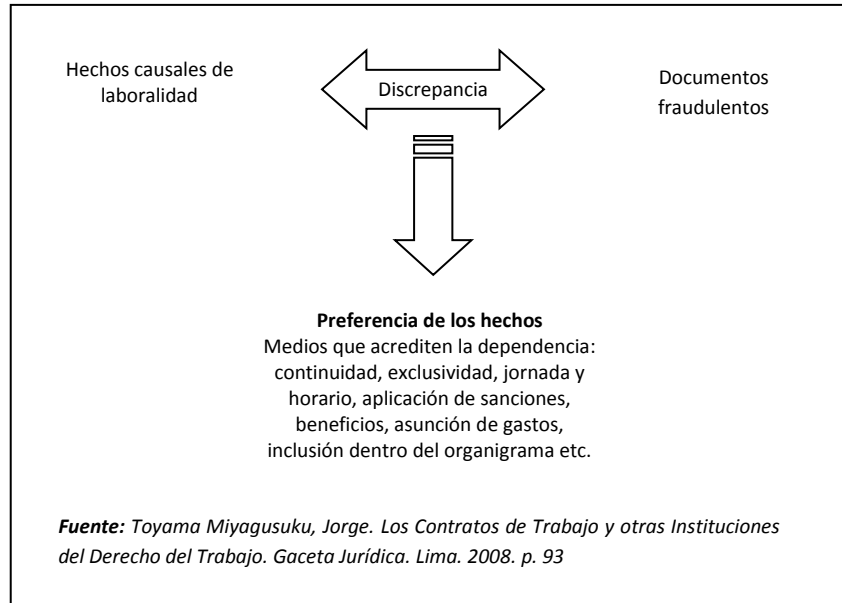 Hechos causales de
laboralidad
Discrepancia
Documentos
fraudulentos
Preferencia de los hechos
Medios que acrediten la dependencia:
continuidad, exclusividad, jornada y
horario, aplicación de sanciones,
beneficios, asunción de gastos,
inclusión dentro del organigrama etc.
Fuente: Toyama Miyagusuku, Jorge. Los Contratos de Trabajo y otras Instituciones
del Derecho del Trabajo. Gaceta Jurídica. Lima. 2008. p. 93